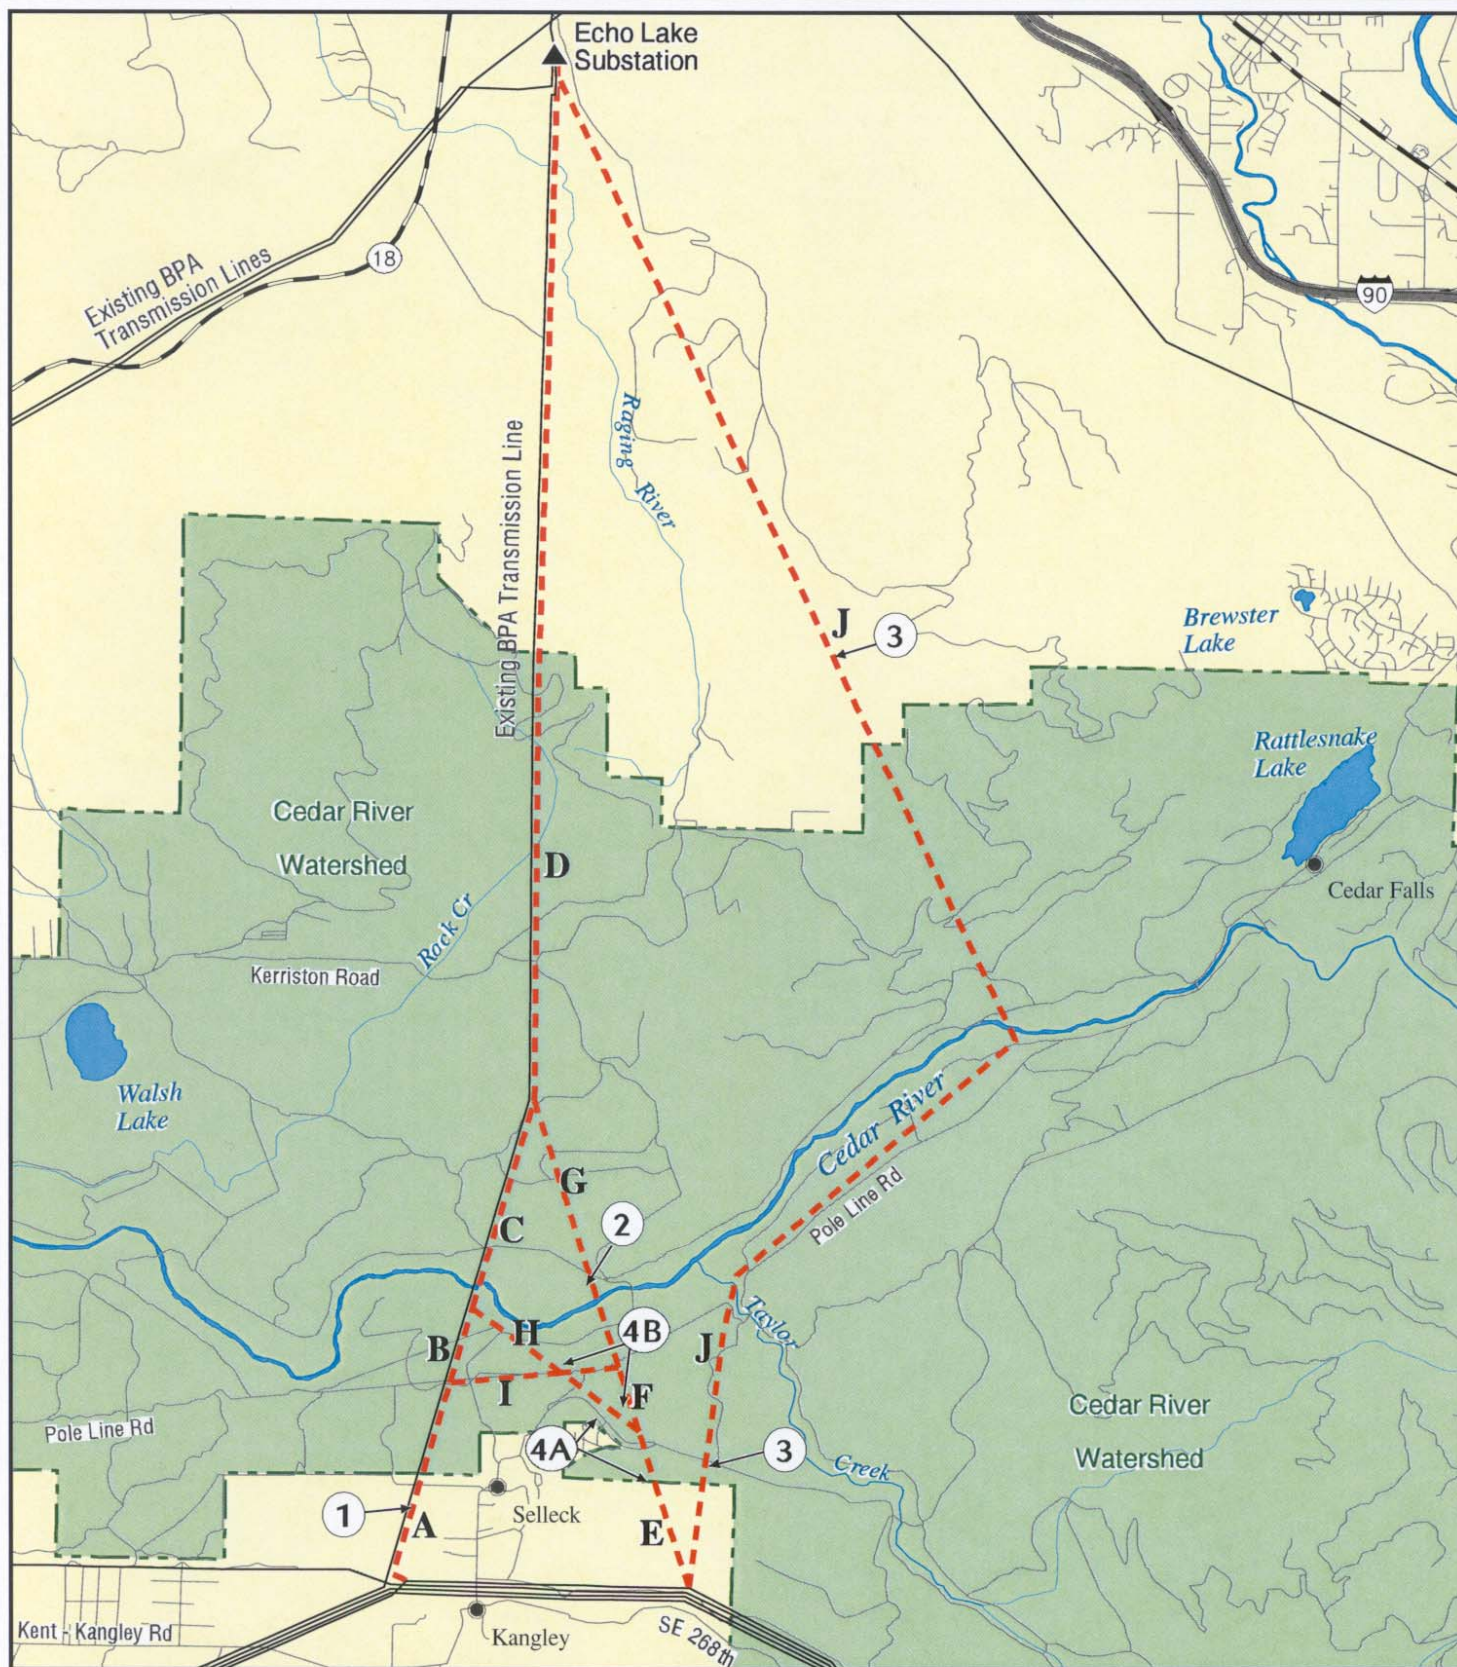 Echo Lake
Substation
18
Existing BPA
Transmission Lines
90
Existing BPA Transmission Line
Raging
River
J
3
Brewster
Lake
Rattlesnake
Lake
Cedar River
Watershed
D
Cedar Falls
Rock Cr
Kerriston Road
Walsh
Lake
Cedar River
G
Pole Line Rd
C
2
Taylor
H
4B
B
J
I
F
Cedar River
Watershed
Pole Line Rd
4A
3
Creek
1
A
Selleck
E
Kent - Kangley Rd
Kangley
SE 268th